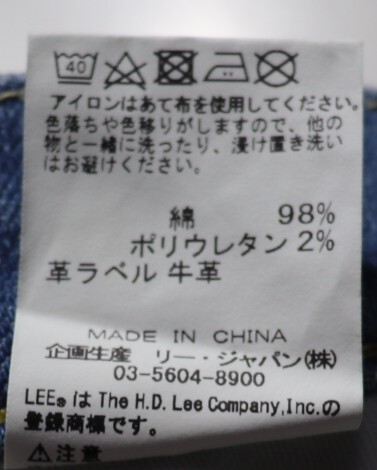 40
アイロンはあて布を使用してください。
色落ちや色移りがしますので、他の
物と一緒に洗ったり、浸け置き洗い
はお避けください。
綿 98%
ポリウレタン 2%
革ラベル 牛革
MADE IN CHINA
企画生産 リー・ジャパン(株)
03-5604-8900
LEE® は The H.D. Lee Company,Inc.の
登録商標です。
⚠注意